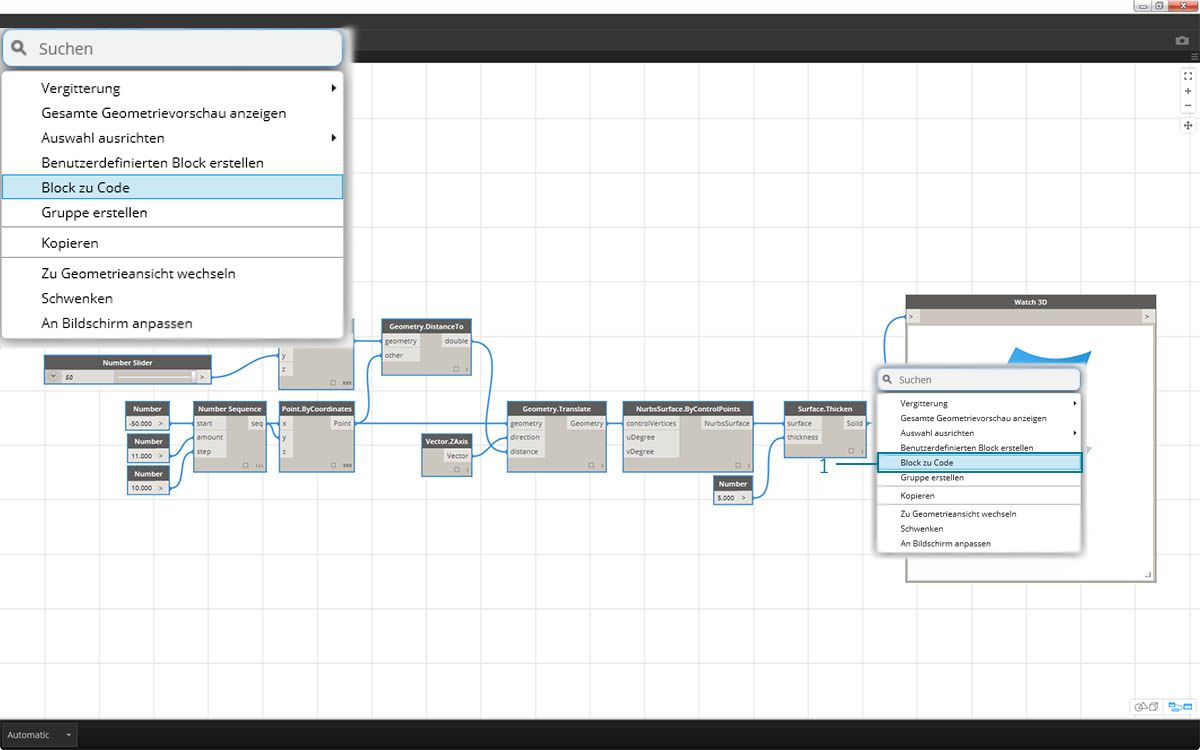 Suchen
Vergitterung
Gesamte Geometrievorschau anzeigen
Auswahl ausrichten
Benutzerdefinierten Block erstellen
Block zu Code
Gruppe erstellen
Kopieren
Zu Geometrieansicht wechseln
Schwenken
An Bildschirm anpassen
Number Slider
50
>
y
z
xxx
Geometry.DistanceTo
geometry
double
other
Number
-50.000 >
Number
11.000 >
Number
10.000 >
Number Sequence
start
seq
amount
step
Point.ByCoordinates
x
Point
y
z
xxx
Vector.ZAxis
Vector
Geometry.Translate
geometry
Geometry
direction
distance
NurbsSurface.ByControlPoints
controlVertices
NurbsSurface
uDegree
vDegree
Number
5.000 >
Surface.Thicken
surface
Solid
thickness
Watch 3D
>
>
1
Suchen
Vergitterung
Gesamte Geometrievorschau anzeigen
Auswahl ausrichten
Benutzerdefinierten Block erstellen
Block zu Code
Gruppe erstellen
Kopieren
Zu Geometrieansicht wechseln
Schwenken
An Bildschirm anpassen
Automatic